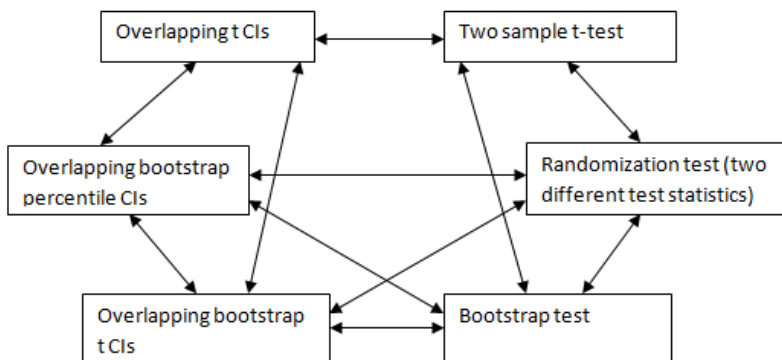 Overlapping t CIs
Two sample t-test
Overlapping bootstrap
percentile CIs
Randomization test (two
different test statistics)
Overlapping bootstrap
t CIs
Bootstrap test